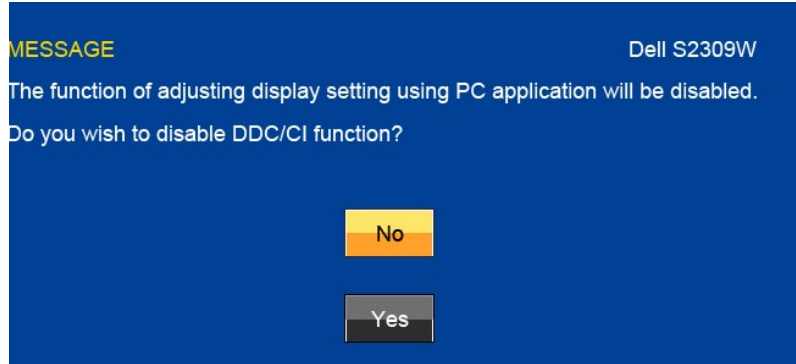 MESSAGE Dell S2309W
The function of adjusting display setting using PC application will be disabled.
Do you wish to disable DDC/CI function?
No
Yes